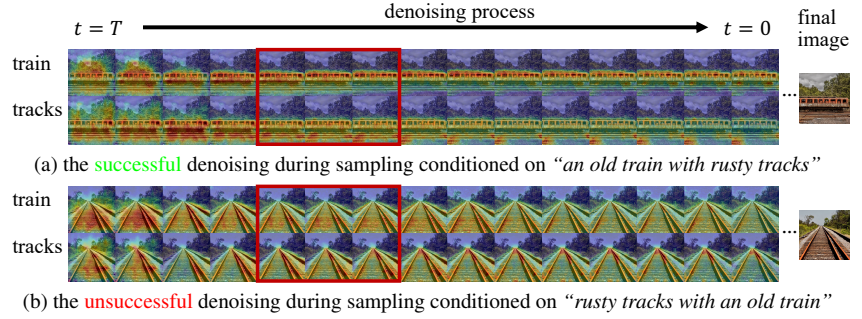 denoising process
t = T
t = 0
final
image
train
tracks
...
(a) the successful denoising during sampling conditioned on “an old train with rusty tracks”
train
tracks
...
(b) the unsuccessful denoising during sampling conditioned on “rusty tracks with an old train”